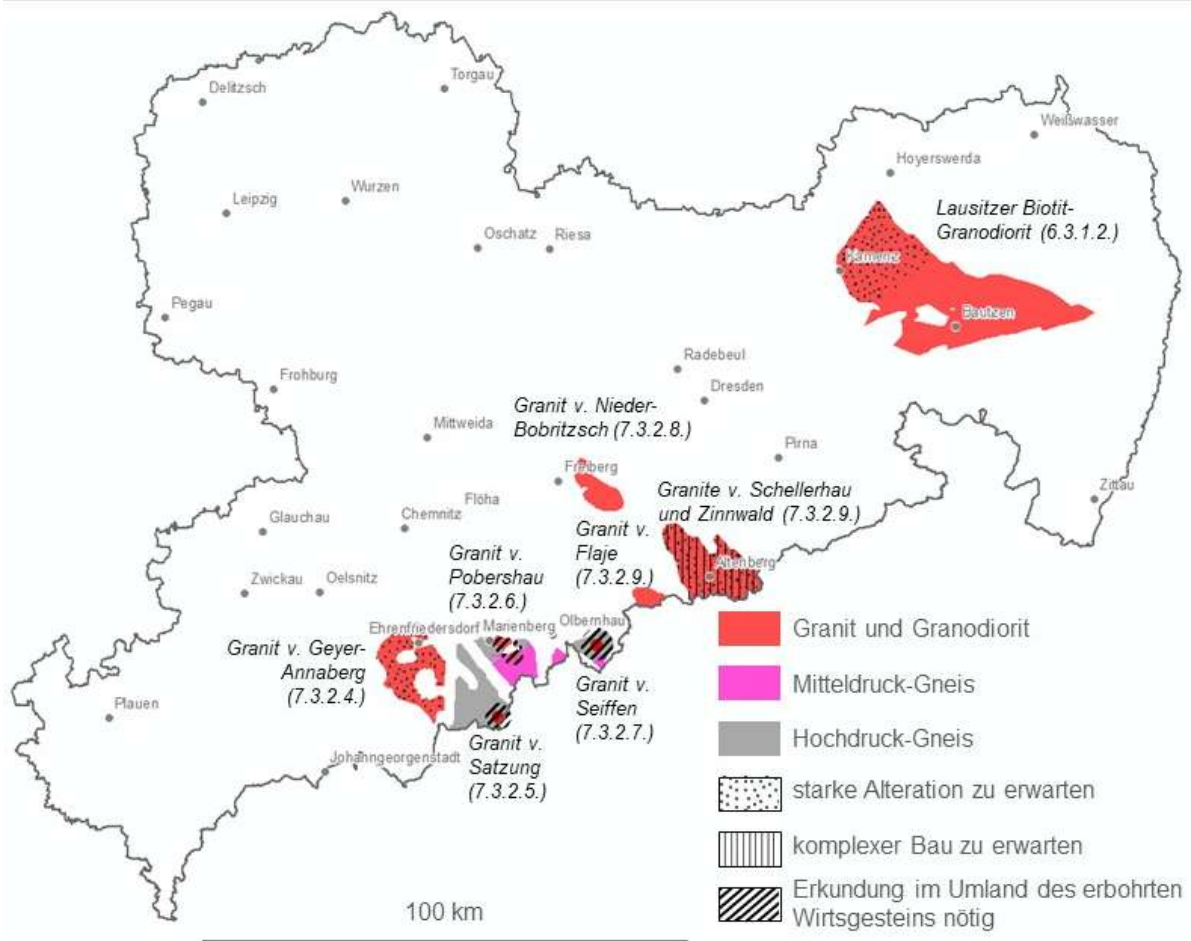 Delitzsch
Torgau
Weißwasser
Hoyerswerda
Leipzig
Wurzen
Lausitzer Biotit-
Granodiorit (6.3.1.2.)
Oschatz
Riesa
Kamenz
Pegau
Bautzen
Radebeul
Frohburg
Dresden
Granit v. Nieder-
Bobritzsch (7.3.2.8.)
Mittweida
Pirna
Freiberg
Zittau
Granite v. Schellerhau
und Zinnwald (7.3.2.9.)
Flöha
Chemnitz
Glauchau
Granit v.
Flaje
(7.3.2.9.)
Granit v.
Pobershau
(7.3.2.6.)
Altenberg
Zwickau
Oelsnitz
Olbernhau
Ehrenfriedersdorf
Marienberg
Granit v. Geyer-
Annaberg
(7.3.2.4.)
Granit v.
Seiffen
(7.3.2.7.)
Plauen
Granit v.
Satzung
(7.3.2.5.)
Johanngeorgenstadt
Granit und Granodiorit
Mitteldruck-Gneis
Hochdruck-Gneis
starke Alteration zu erwarten
komplexer Bau zu erwarten
Erkundung im Umland des erbohrten
Wirtsgesteins nötig
100 km